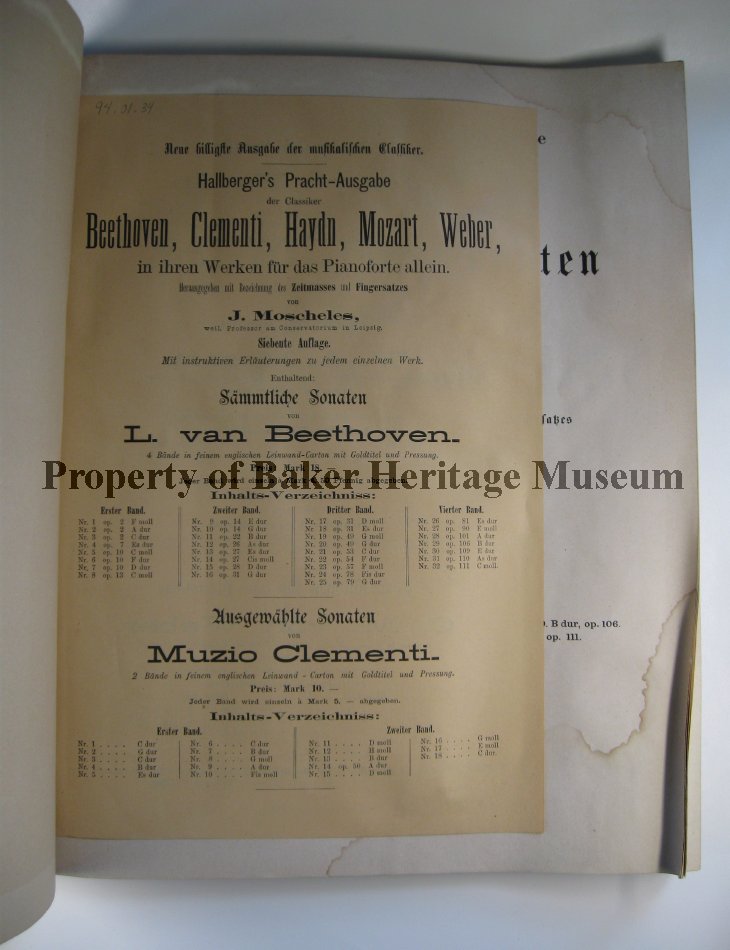 94.01.34
Neue billigste Ausgabe der musikalischen Classiker.
Hallberger's Pracht-Ausgabe
der Classiker
Beethoven, Clementi, Haydn, Mozart, Weber,
in ihren Werken für das Pianoforte allein.
Herausgegeben mit Bezeichnung des Zeitmasses und Fingersatzes
von
J. Moscheles,
weil. Professor am Conservatorium in Leipzig.
Siebente Auflage.
Mit instruktiven Erläuterungen zu jedem einzelnen Werk.
Enthaltend:
Sämmtliche Sonaten
von
L. van Beethoven.
4 Bände in feinem englischen Leinwand-Carton mit Goldtitel und Pressung.
Preis: Mark 18. —
Property of Baker Heritage Museum
Jeder Band wird einzeln à Mark Pfennig abgegeben.
Inhalts-Verzeichniss:
Erster Band.
Nr. 1 op. 2 F moll
Nr. 2 op. 2 A dur
Nr. 3 op. 2 C dur
Nr. 4 op. 7 Es dur
Nr. 5 op. 10 C moll
Nr. 6 op. 10 F dur
Nr. 7 op. 10 D dur
Nr. 8 op. 13 C moll
Zweiter Band.
Nr. 9 op. 14 E dur
Nr. 10 op. 14 G dur
Nr. 11 op. 22 B dur
Nr. 12 op. 26 As dur
Nr. 13 op. 27 Es dur
Nr. 14 op. 27 Cis moll
Nr. 15 op. 28 D dur
Nr. 16 op. 31 G dur
Dritter Band.
Nr. 17 op. 31 D moll
Nr. 18 op. 31 Es dur
Nr. 19 op. 49 G moll
Nr. 20 op. 49 G dur
Nr. 21 op. 53 C dur
Nr. 22 op. 54 F dur
Nr. 23 op. 57 F moll
Nr. 24 op. 78 Fis dur
Nr. 25 op. 79 G dur
Vierter Band.
Nr. 26 op. 81 Es dur
Nr. 27 op. 90 E moll
Nr. 28 op. 101 A dur
Nr. 29 op. 106 B dur
Nr. 30 op. 109 E dur
Nr. 31 op. 110 As dur
Nr. 32 op. 111 C moll.
Ausgewählte Sonaten
von
Muzio Clementi.
2 Bände in feinem englischen Leinwand-Carton mit Goldtitel und Pressung.
Preis: Mark 10. —
Jeder Band wird einzeln à Mark 5. — abgegeben.
Inhalts-Verzeichniss:
Erster Band.
Nr. 1 . . . . C dur
Nr. 2 . . . . G dur
Nr. 3 . . . . C dur
Nr. 4 . . . . B dur
Nr. 5 . . . . Es dur
Nr. 6 . . . . C dur
Nr. 7 . . . . B dur
Nr. 8 . . . . G moll
Nr. 9 . . . . A dur
Nr. 10 . . . . Fis moll
Zweiter Band.
Nr. 11 . . . . D moll
Nr. 12 . . . . H moll
Nr. 13 . . . . B dur
Nr. 14 op. 50 A dur
Nr. 15 . . . . D moll
Nr. 16 . . . . G moll
Nr. 17 . . . . E moll
Nr. 18 . . . . C dur.
e
ten
satzes
B dur, op. 106.
op. 111.